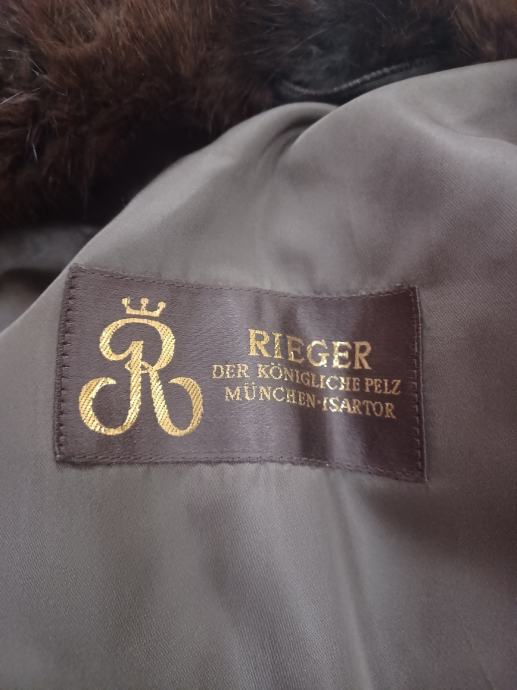 R
RIEGER
DER KÖNIGLICHE PELZ
MÜNCHEN-ISARTOR